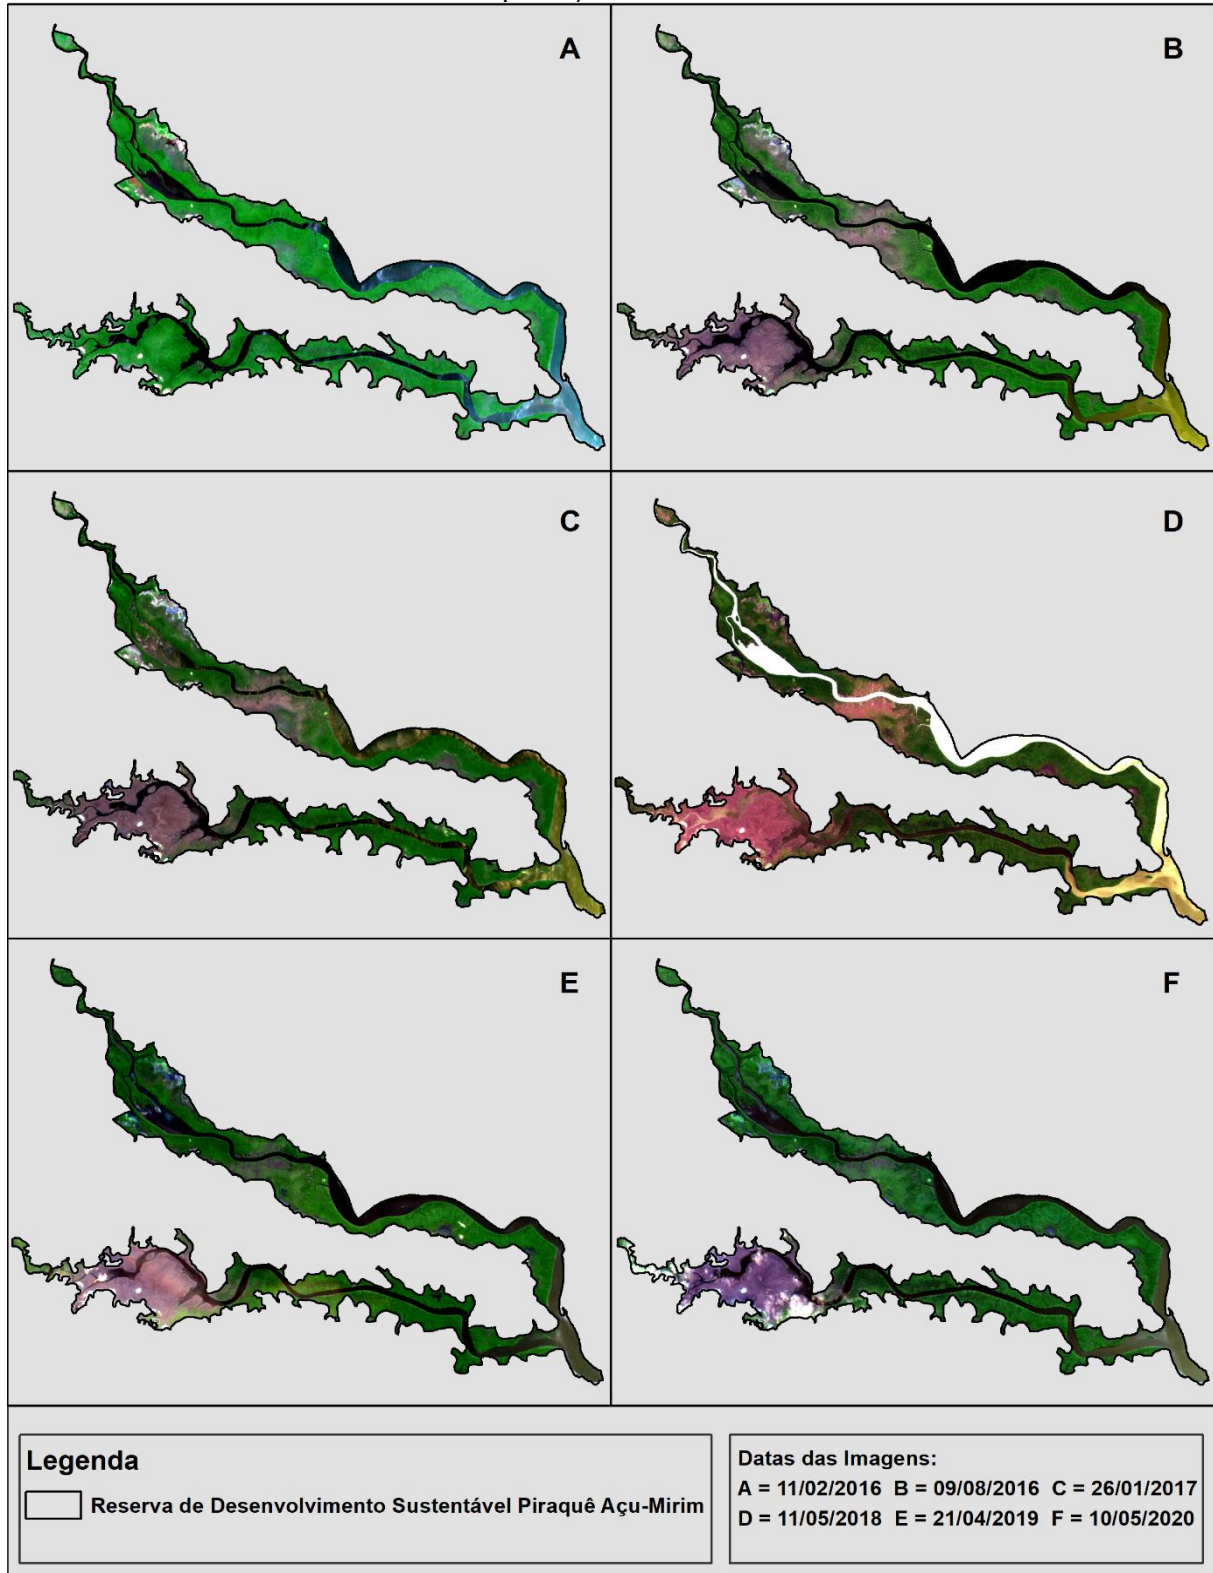 A
B
C
D
E
F
Legenda
Reserva de Desenvolvimento Sustentável Piraquê Açu-Mirim
Datas das Imagens:
A = 11/02/2016 B = 09/08/2016 C = 26/01/2017
D = 11/05/2018 E = 21/04/2019 F = 10/05/2020